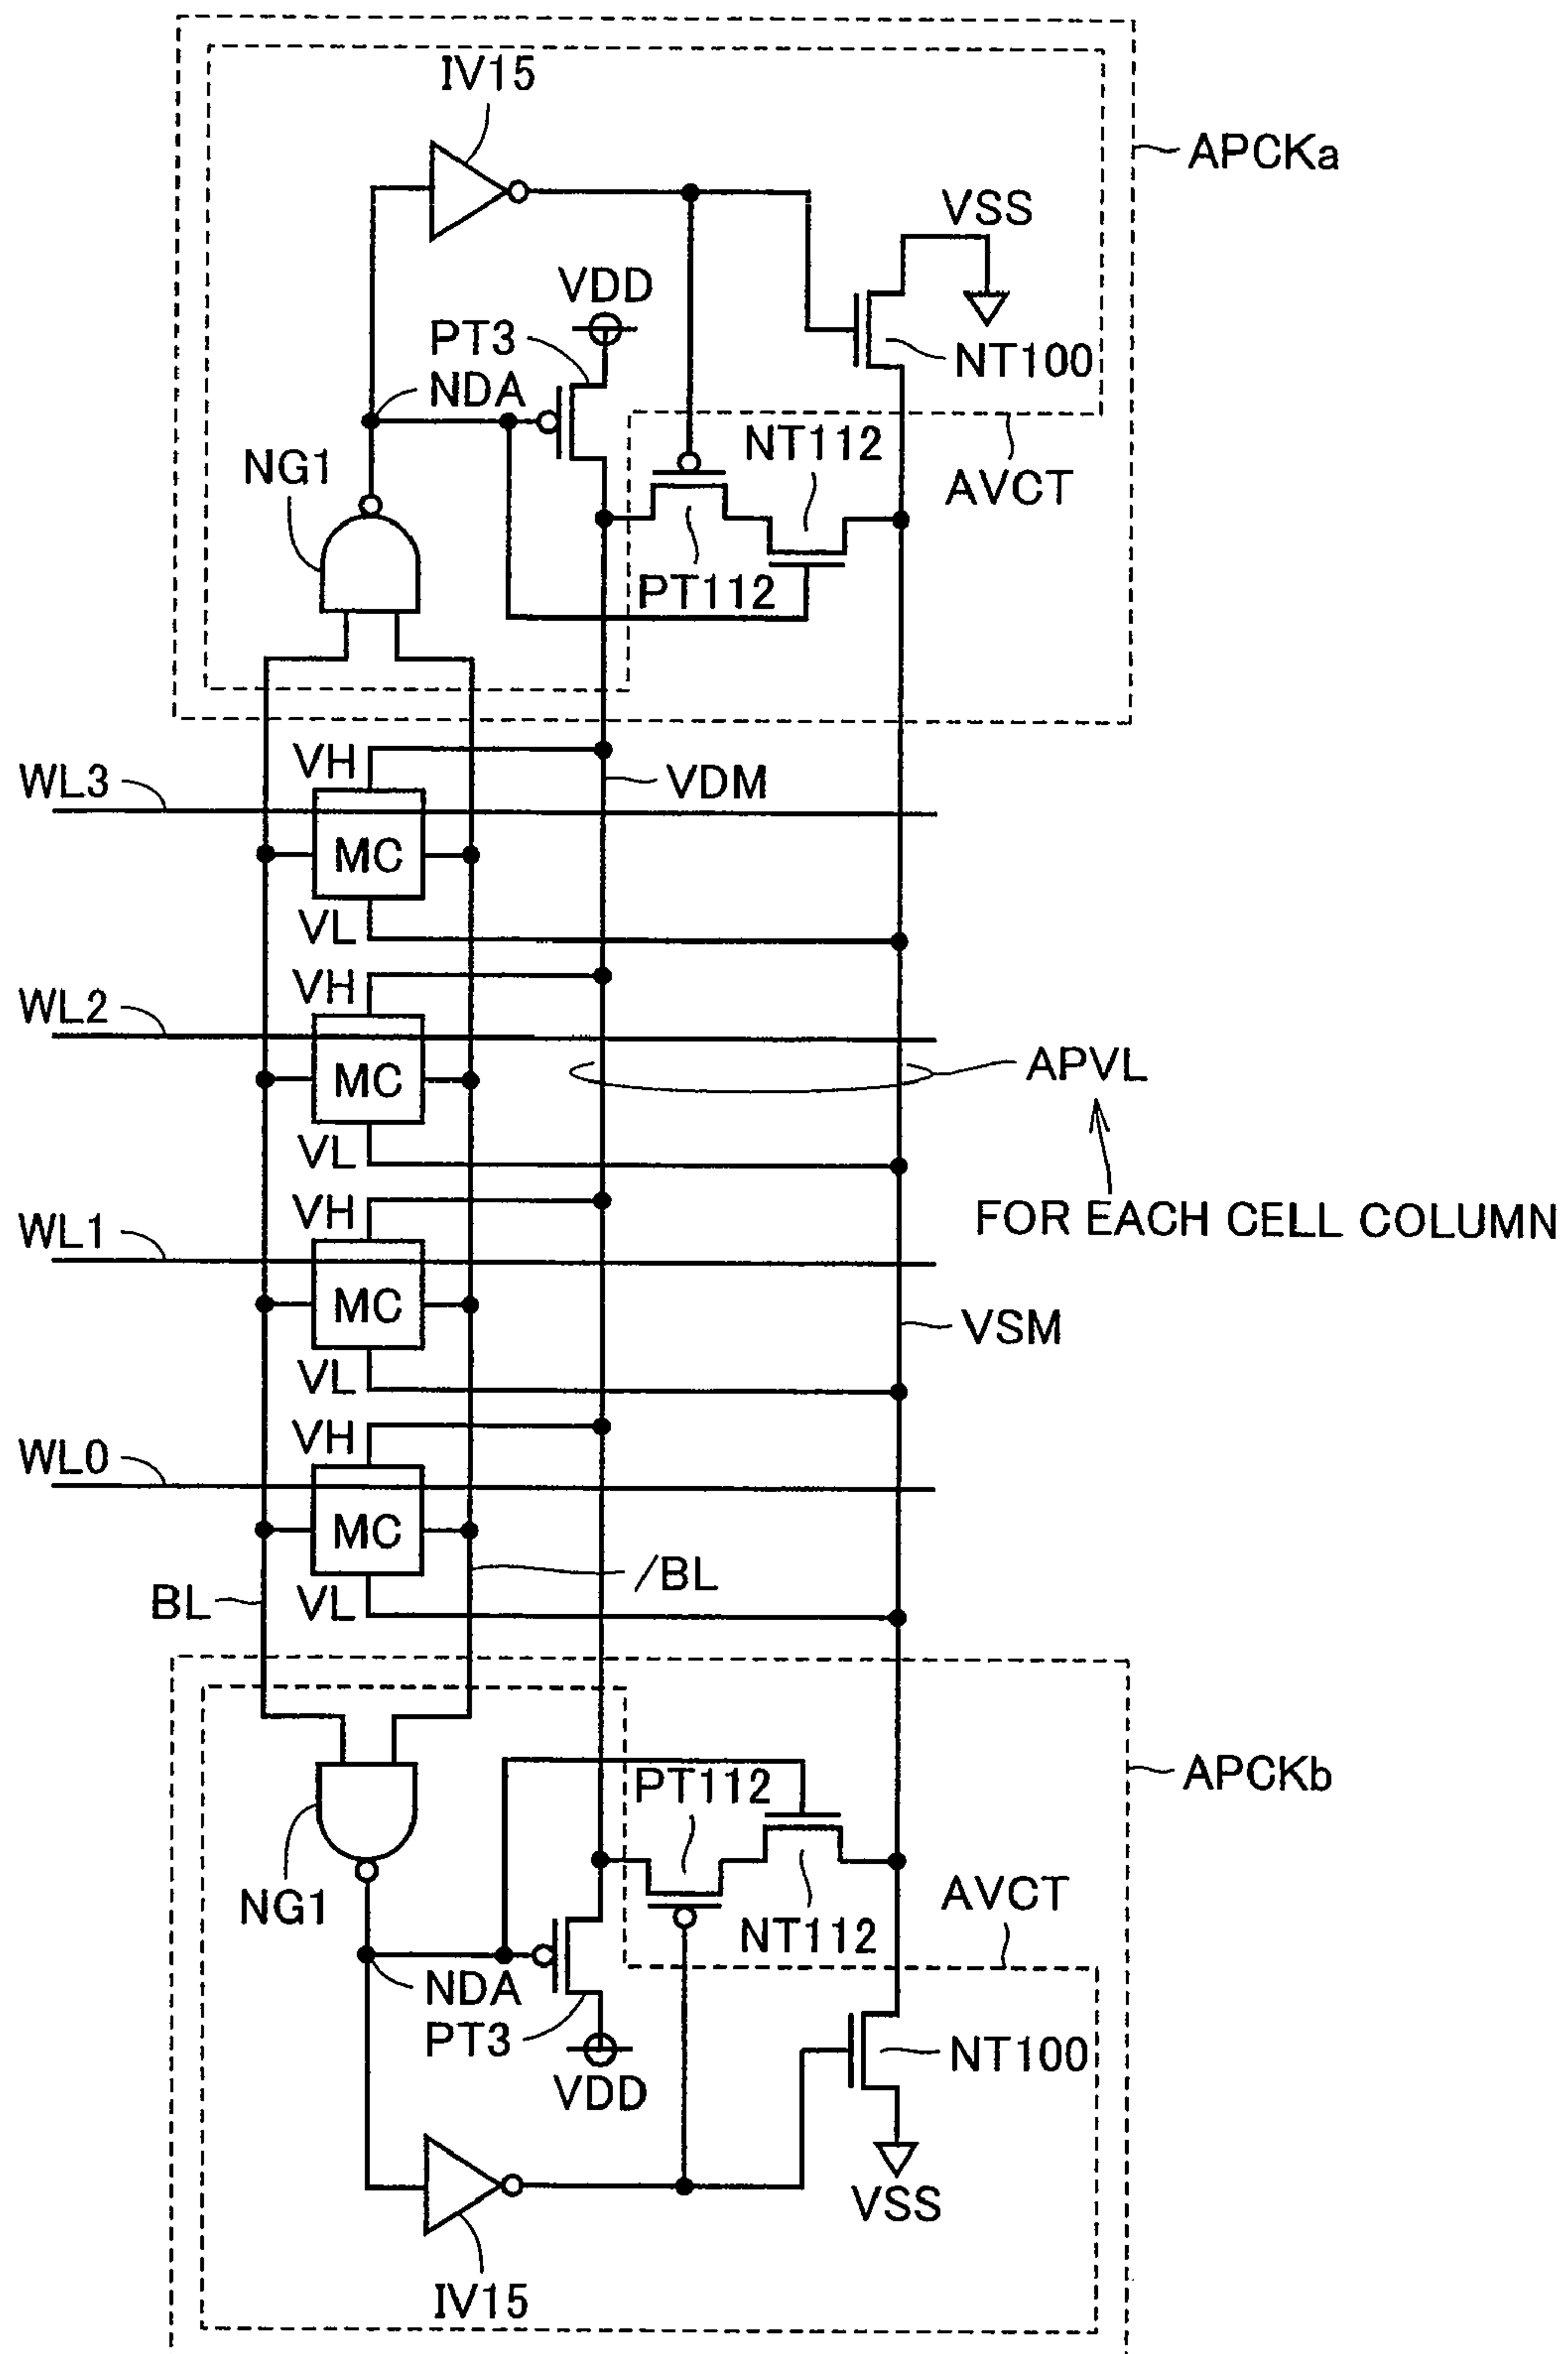 IV15
APCKa
VSS
VDD
PT3
NT100
NDA
NT112
NG1
AVCT
PT112
VH
WL3
VDM
MC
VL
VH
WL2
MC
APVL
VL
VH
FOR EACH CELL COLUMN
WL1
MC
VSM
VL
VH
WL0
MC
/BL
BL
VL
PT112
APCKb
NG1
AVCT
NT112
NDA
PT3
NT100
VDD
VSS
IV15